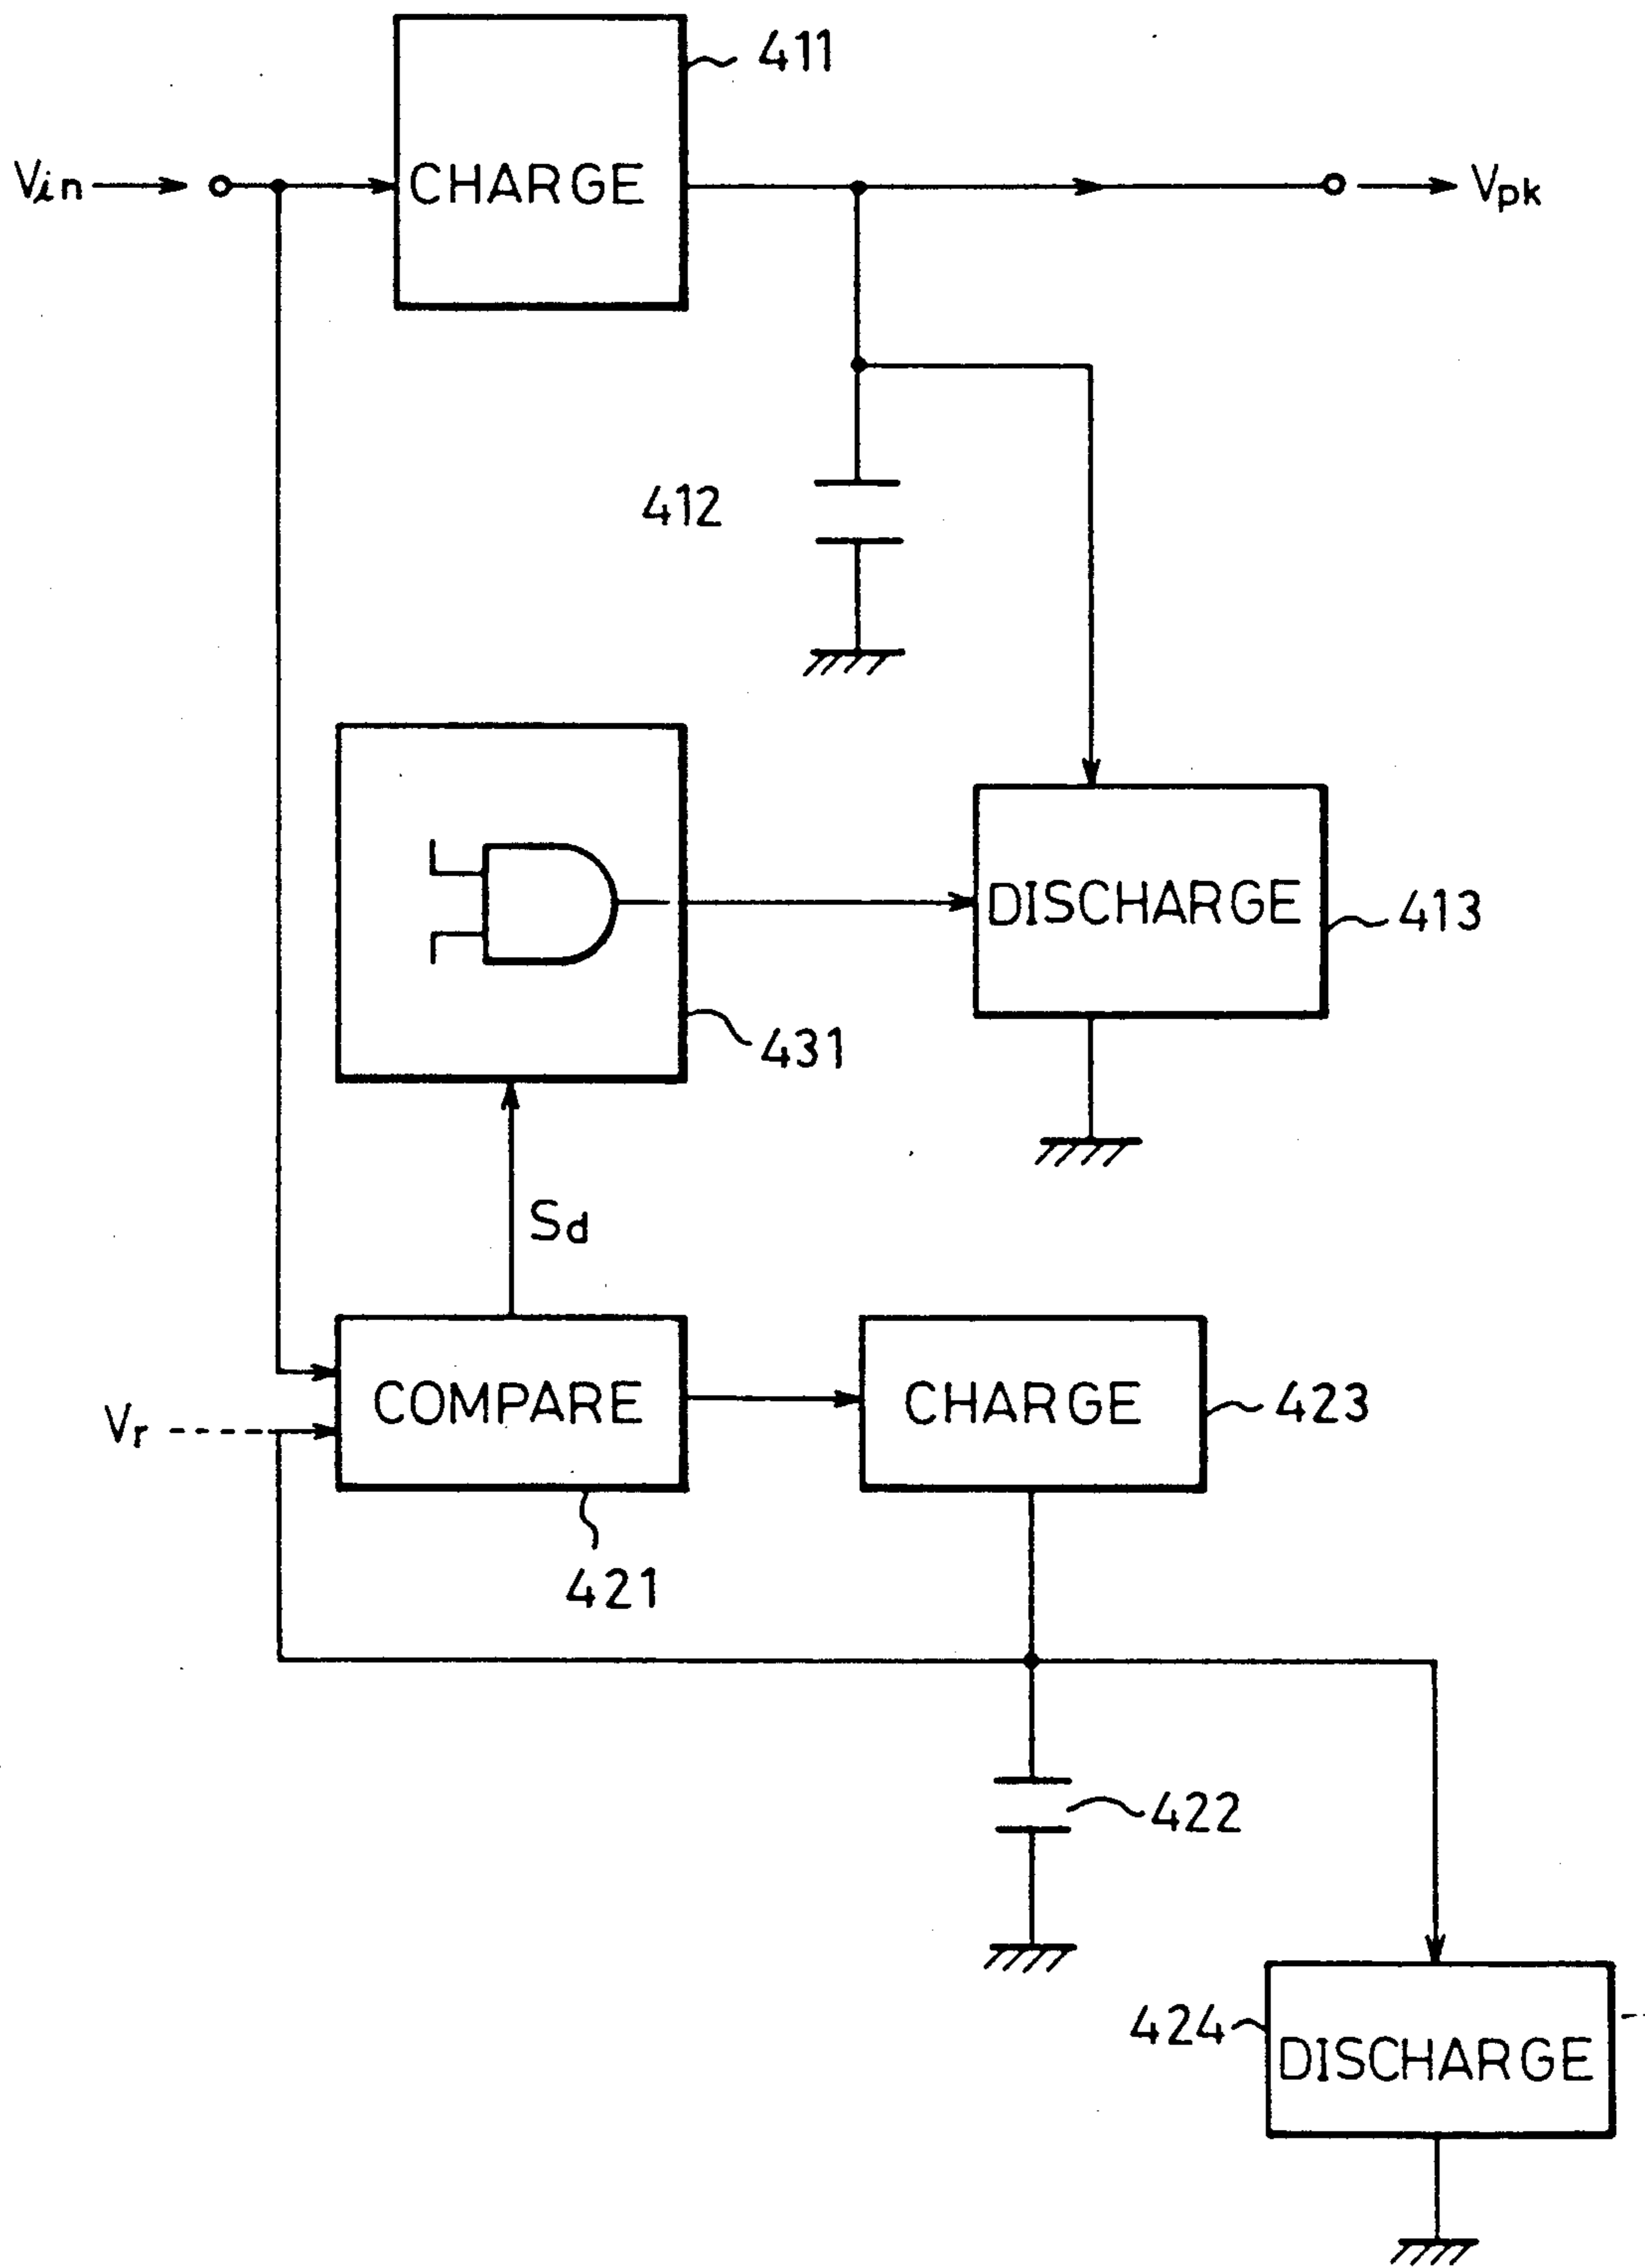 411
Vin
CHARGE
Vpk
412
DISCHARGE
413
431
Sd
COMPARE
CHARGE
423
Vr
421
422
424
DISCHARGE